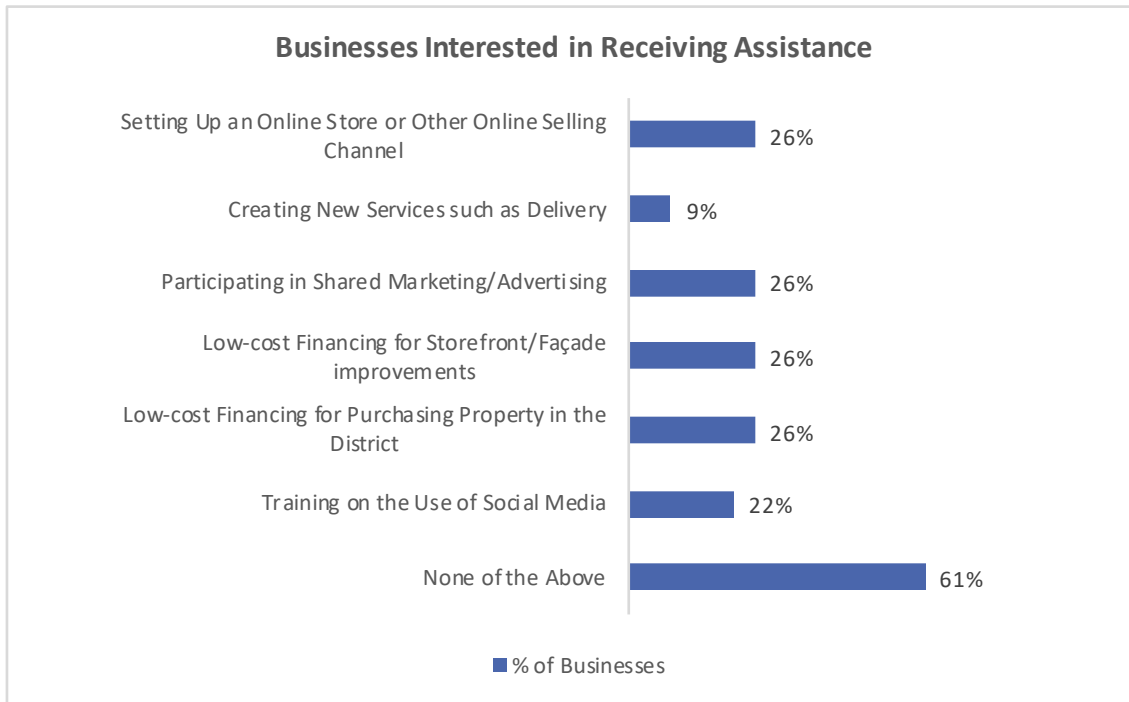 Businesses Interested in Receiving Assistance
Setting Up an Online Store or Other Online Selling
Channel
26%
Creating New Services such as Delivery
9%
Participating in Shared Marketing/Advertising
26%
Low-cost Financing for Storefront/Façade
improvements
26%
Low-cost Financing for Purchasing Property in the
District
26%
Training on the Use of Social Media
22%
None of the Above
61%
% of Businesses